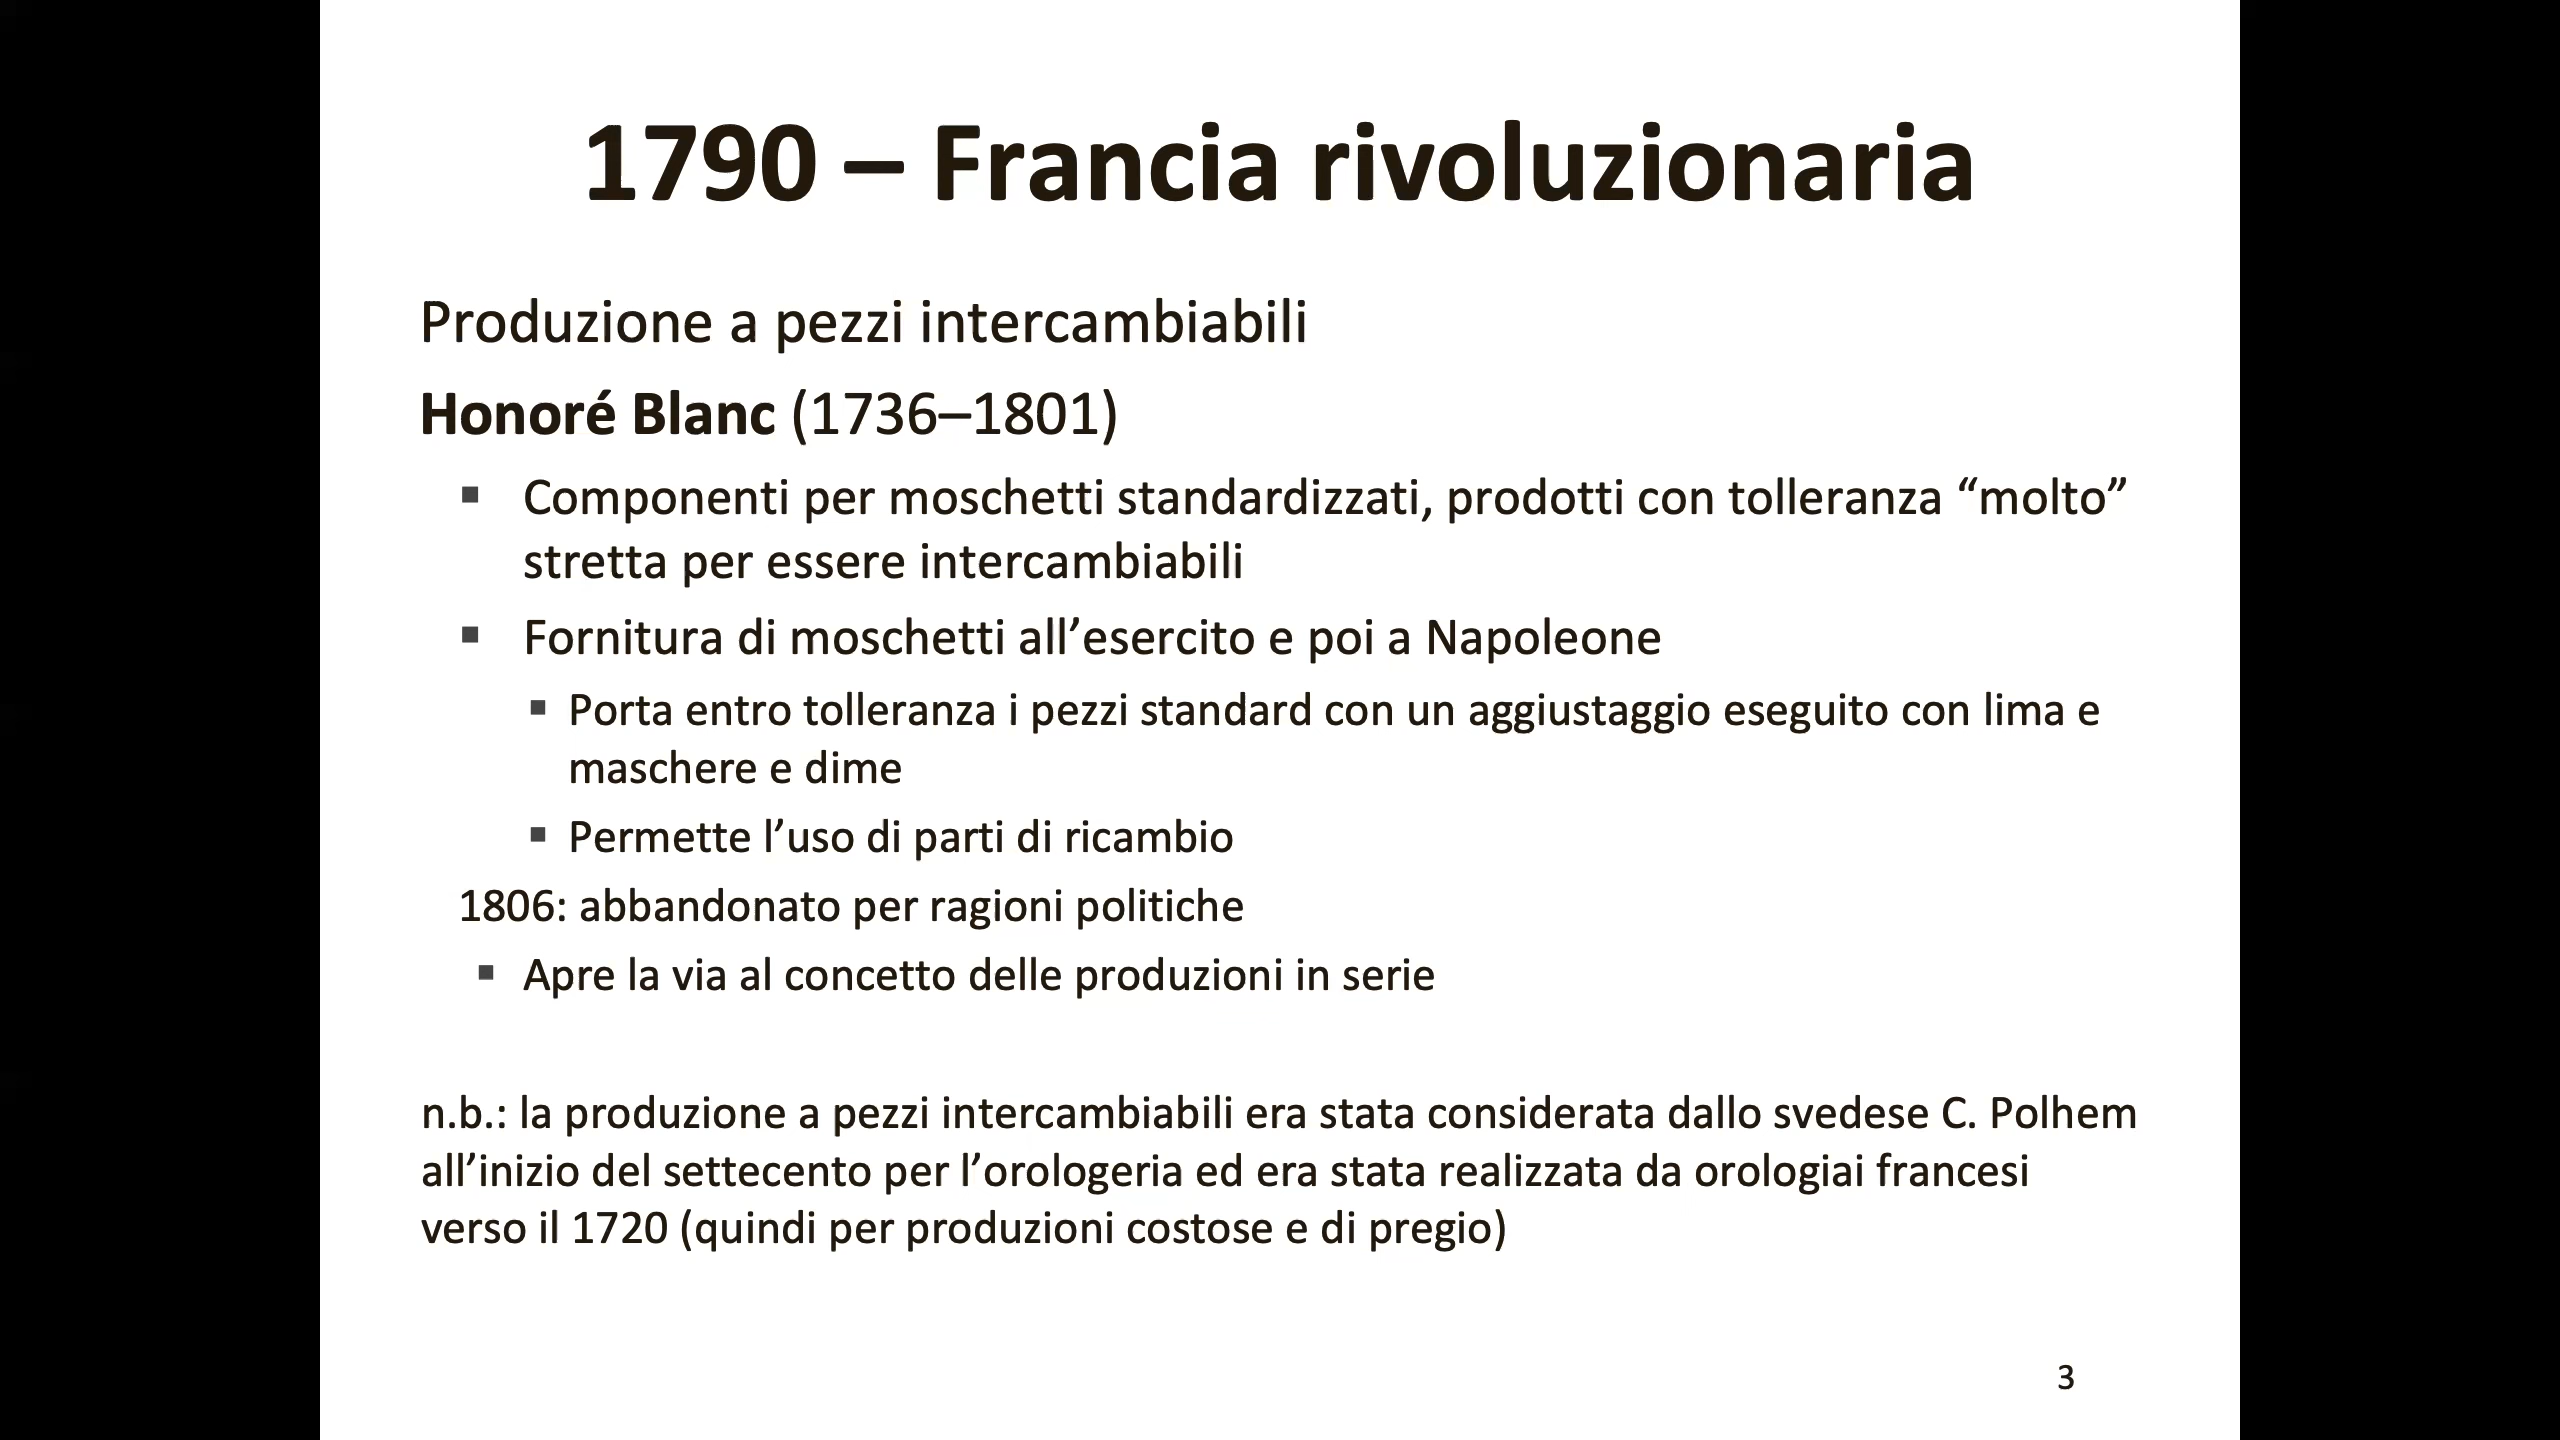 1790 – Francia rivoluzionaria
Produzione a pezzi intercambiabili
Honoré Blanc (1736–1801)
▪ Componenti per moschetti standardizzati, prodotti con tolleranza “molto”
stretta per essere intercambiabili
▪ Fornitura di moschetti all’esercito e poi a Napoleone
▪ Porta entro tolleranza i pezzi standard con un aggiustaggio eseguito con lima e
maschere e dime
▪ Permette l’uso di parti di ricambio
1806: abbandonato per ragioni politiche
▪ Apre la via al concetto delle produzioni in serie
n.b.: la produzione a pezzi intercambiabili era stata considerata dallo svedese C. Polhem
all’inizio del settecento per l’orologeria ed era stata realizzata da orologiai francesi
verso il 1720 (quindi per produzioni costose e di pregio)
3